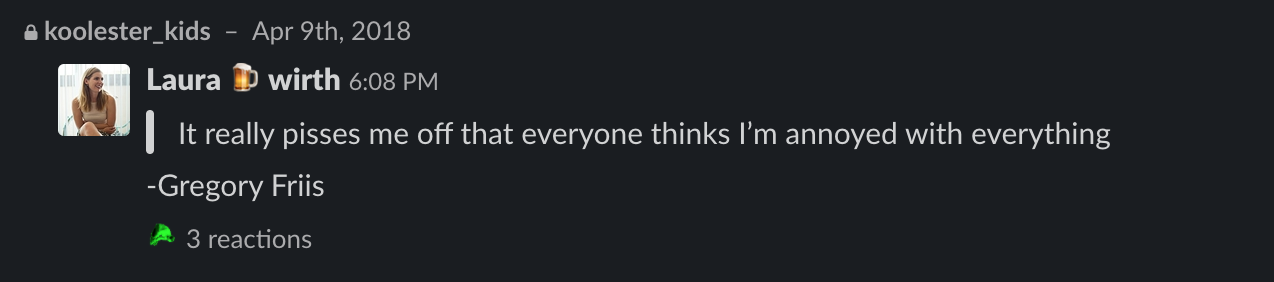 koolester_kids – Apr 9th, 2018
Laura 🍺 wirth 6:08 PM
It really pisses me off that everyone thinks I’m annoyed with everything
-Gregory Friis
3 reactions